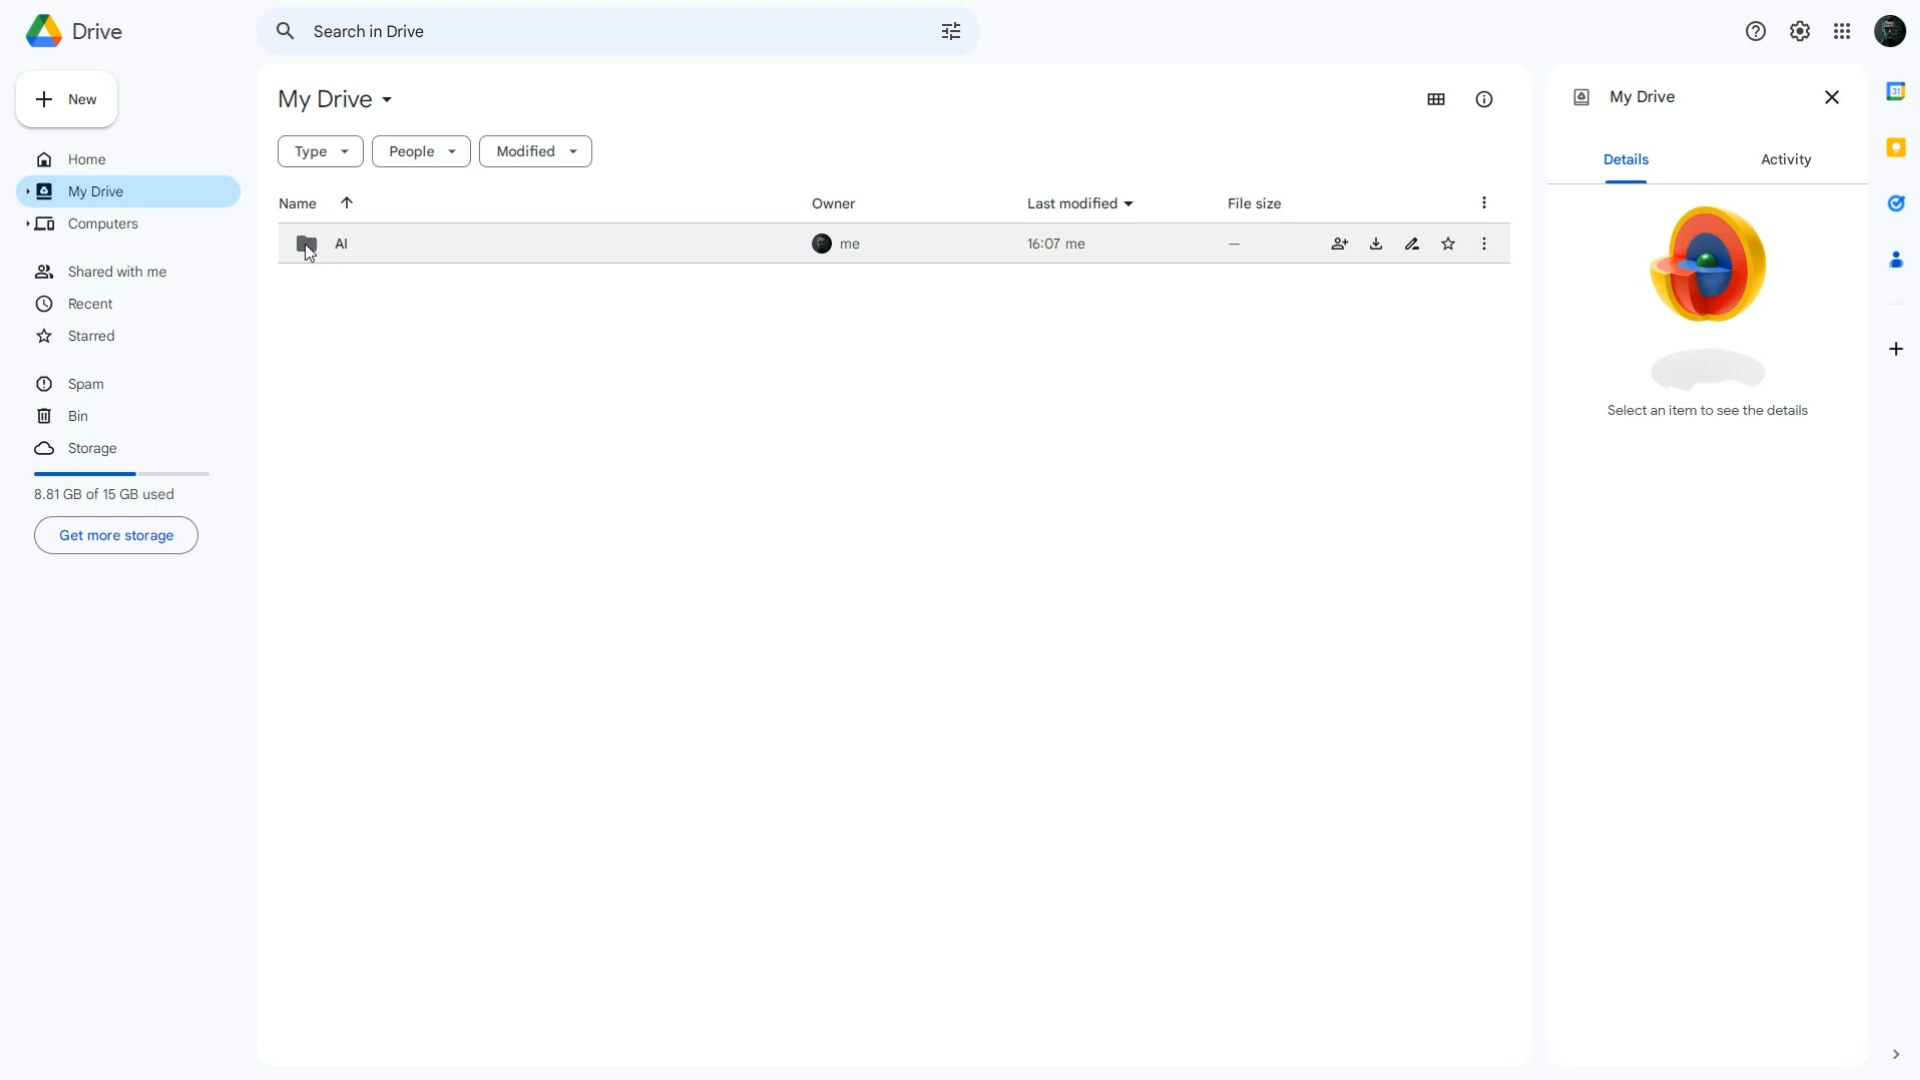 Drive
Search in Drive
New
My Drive
My Drive
Type
People
Modified
Details
Activity
Home
My Drive
Computers
Name
Owner
Last modified
File size
AI
me
16:07 me
—
Shared with me
Recent
Starred
Spam
Bin
Storage
8.81 GB of 15 GB used
Get more storage
Select an item to see the details
31